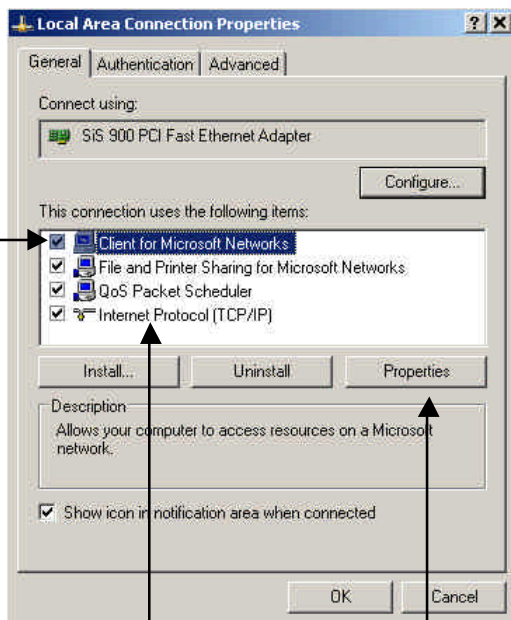 Local Area Connection Properties
General
Authentication
Advanced
Connect using:
SiS 900 PCI Fast Ethernet Adapter
Configure...
This connection uses the following items:
Client for Microsoft Networks
File and Printer Sharing for Microsoft Networks
QoS Packet Scheduler
Internet Protocol (TCP/IP)
Install...
Uninstall
Properties
Description
Allows your computer to access resources on a Microsoft
network.
Show icon in notification area when connected
OK
Cancel